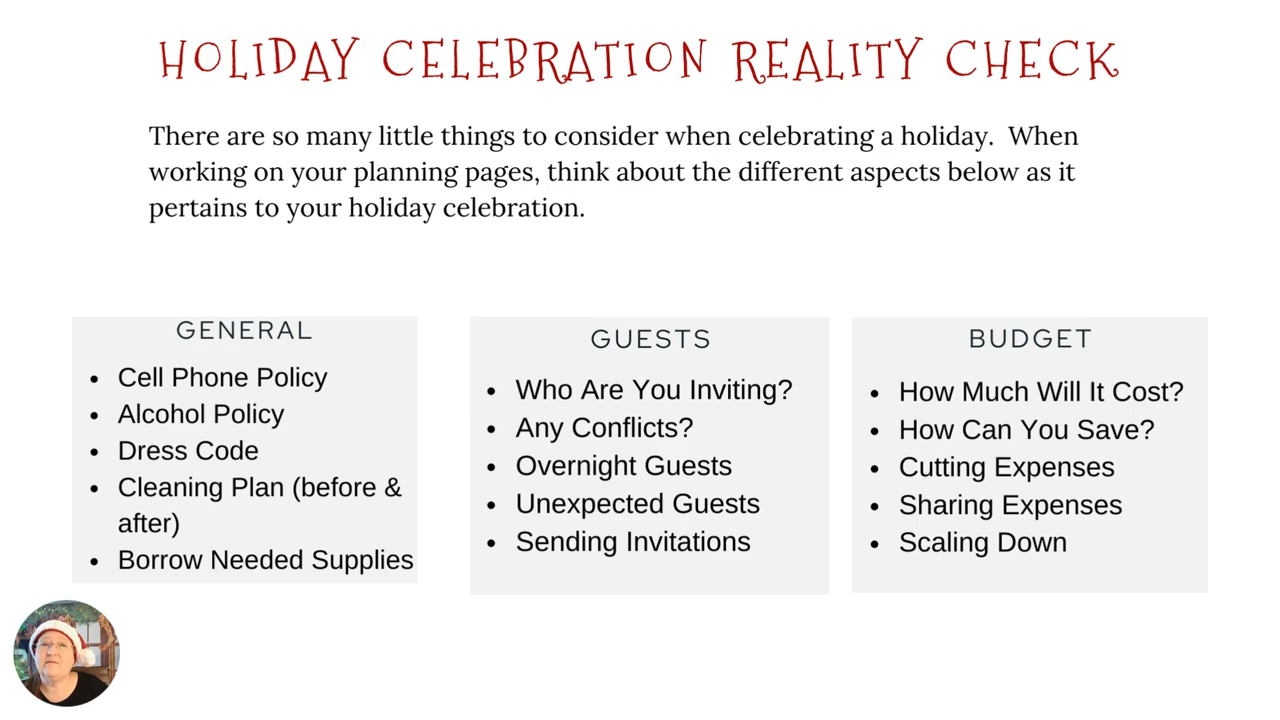 HOLIDAY CELEBRATION REALITY CHECK
There are so many little things to consider when celebrating a holiday.  When
working on your planning pages, think about the different aspects below as it
pertains to your holiday celebration.
GENERAL
• Cell Phone Policy
• Alcohol Policy
• Dress Code
• Cleaning Plan (before &
after)
• Borrow Needed Supplies
GUESTS
• Who Are You Inviting?
• Any Conflicts?
• Overnight Guests
• Unexpected Guests
• Sending Invitations
BUDGET
• How Much Will It Cost?
• How Can You Save?
• Cutting Expenses
• Sharing Expenses
• Scaling Down